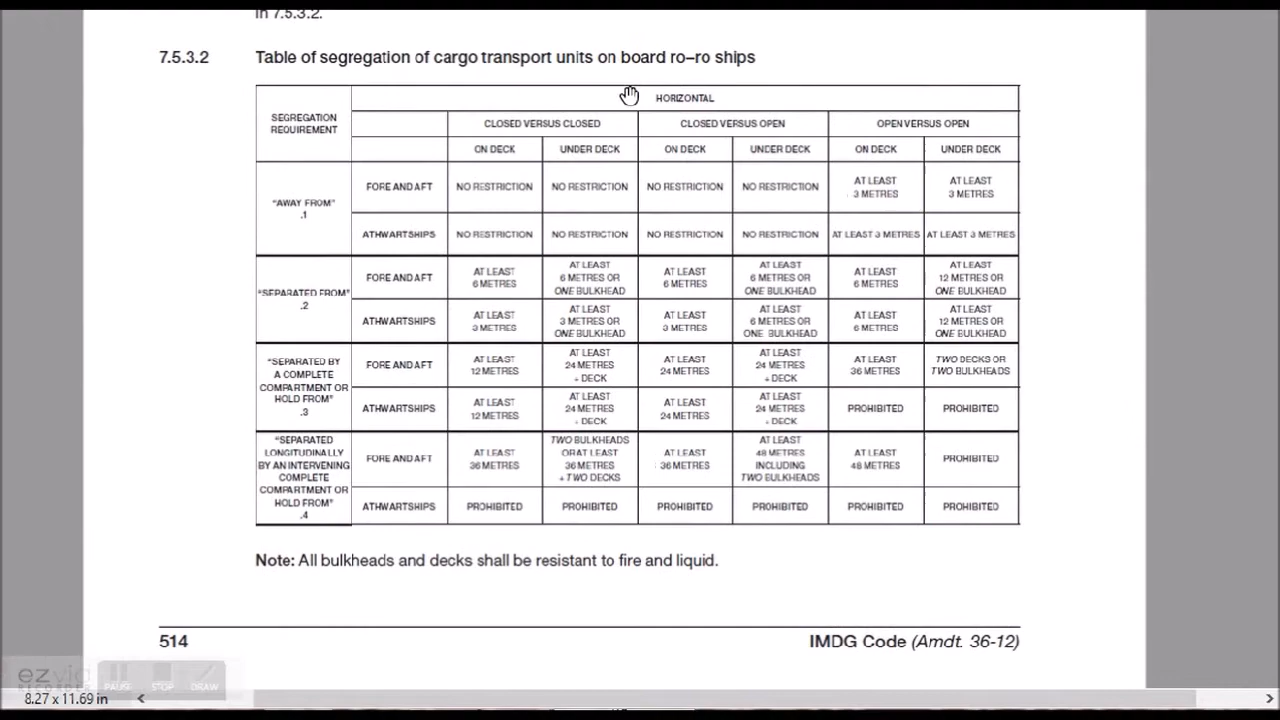 in 7.5.3.2.
7.5.3.2 Table of segregation of cargo transport units on board ro–ro ships
SEGREGATION REQUIREMENT
HORIZONTAL
CLOSED VERSUS CLOSED CLOSED VERSUS OPEN OPEN VERSUS OPEN
ON DECK UNDER DECK ON DECK UNDER DECK ON DECK UNDER DECK
"AWAY FROM"
.1
FORE AND AFT NO RESTRICTION NO RESTRICTION NO RESTRICTION NO RESTRICTION AT LEAST 3 METRES AT LEAST 3 METRES
ATHWARTSHIPS NO RESTRICTION NO RESTRICTION NO RESTRICTION NO RESTRICTION AT LEAST 3 METRES AT LEAST 3 METRES
"SEPARATED FROM"
.2
FORE AND AFT AT LEAST 6 METRES AT LEAST 6 METRES OR ONE BULKHEAD AT LEAST 6 METRES AT LEAST 6 METRES OR ONE BULKHEAD AT LEAST 6 METRES AT LEAST 12 METRES OR ONE BULKHEAD
ATHWARTSHIPS AT LEAST 3 METRES AT LEAST 3 METRES OR ONE BULKHEAD AT LEAST 3 METRES AT LEAST 6 METRES OR ONE BULKHEAD AT LEAST 6 METRES AT LEAST 12 METRES OR ONE BULKHEAD
"SEPARATED BY
A COMPLETE
COMPARTMENT OR
HOLD FROM"
.3
FORE AND AFT AT LEAST 12 METRES AT LEAST 24 METRES + DECK AT LEAST 24 METRES AT LEAST 24 METRES + DECK AT LEAST 36 METRES TWO DECKS OR TWO BULKHEADS
ATHWARTSHIPS AT LEAST 12 METRES AT LEAST 24 METRES + DECK AT LEAST 24 METRES AT LEAST 24 METRES + DECK PROHIBITED PROHIBITED
"SEPARATED
LONGITUDINALLY
BY AN INTERVENING
COMPLETE
COMPARTMENT OR
HOLD FROM"
.4
FORE AND AFT AT LEAST 36 METRES TWO BULKHEADS OR AT LEAST 36 METRES + TWO DECKS AT LEAST 36 METRES AT LEAST 48 METRES INCLUDING TWO BULKHEADS AT LEAST 48 METRES PROHIBITED
ATHWARTSHIPS PROHIBITED PROHIBITED PROHIBITED PROHIBITED PROHIBITED PROHIBITED
Note: All bulkheads and decks shall be resistant to fire and liquid.
514 IMDG Code (Amdt. 36-12)
ezvid
RECORDER PAUSE STOP DRAW
8.27 x 11.69 in